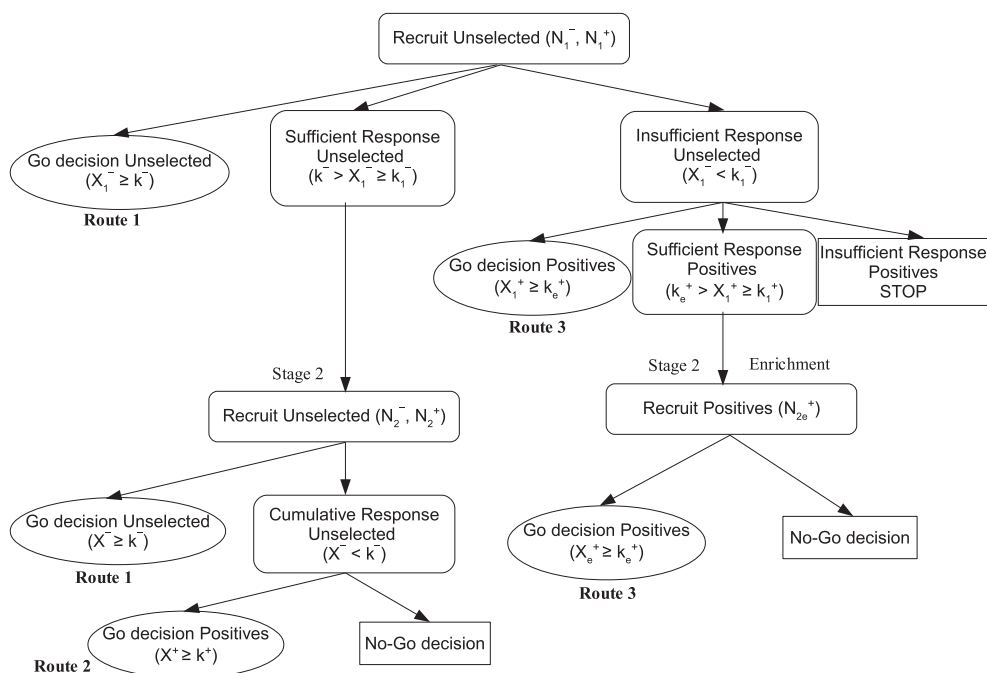 Recruit Unselected (N₁⁻, N₁⁺)
Go decision Unselected
(X₁⁻ ≥ k⁻)
Route 1
Sufficient Response
Unselected
(k⁻ > X₁⁻ ≥ k₁⁻)
Insufficient Response
Unselected
(X₁⁻ < k₁⁻)
Go decision Positives
(X₁⁺ ≥ kₑ⁺)
Route 3
Sufficient Response
Positives
(kₑ⁺ > X₁⁺ ≥ k₁⁺)
Insufficient Response
Positives
STOP
Stage 2
Stage 2 Enrichment
Recruit Unselected (N₂⁻, N₂⁺)
Recruit Positives (N₂ₑ⁺)
Go decision Unselected
(X⁻ ≥ k⁻)
Route 1
Cumulative Response
Unselected
(X⁻ < k⁻)
Go decision Positives
(Xₑ⁺ ≥ kₑ⁺)
Route 3
No-Go decision
Go decision Positives
(X⁺ ≥ k⁺)
Route 2
No-Go decision